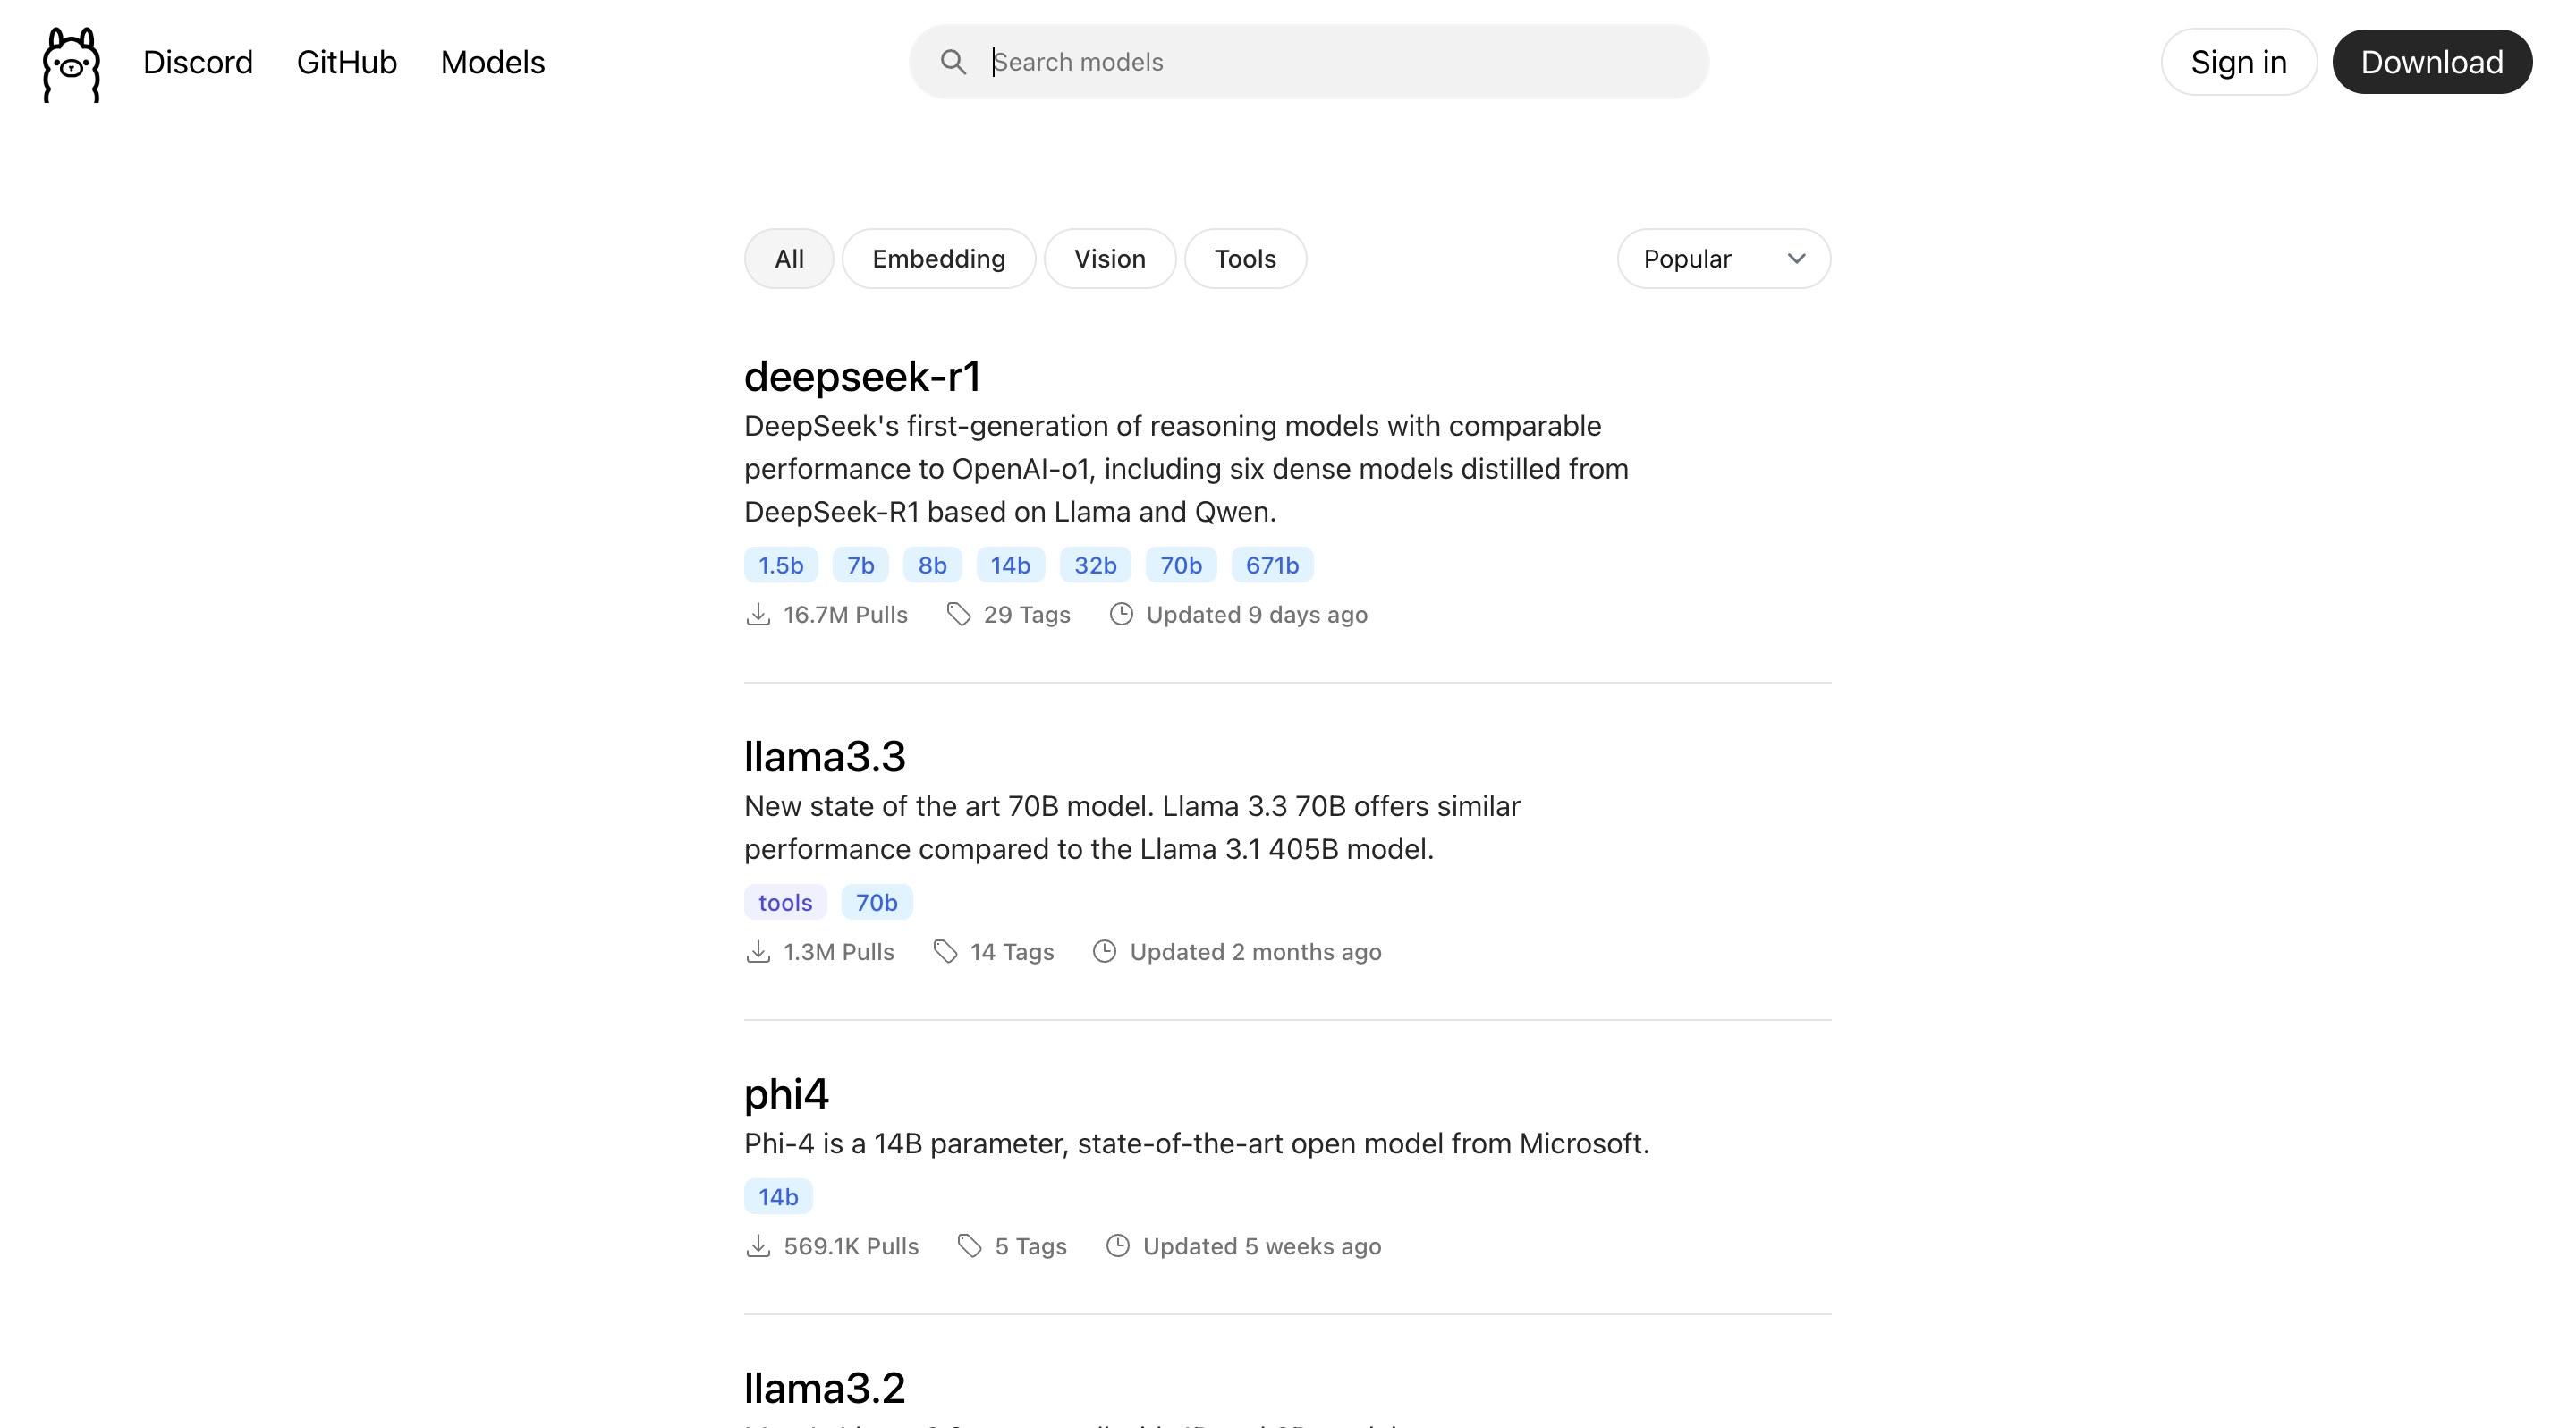 Discord GitHub Models Search models Sign in Download
All Embedding Vision Tools Popular
deepseek-r1
DeepSeek's first-generation of reasoning models with comparable
performance to OpenAI-o1, including six dense models distilled from
DeepSeek-R1 based on Llama and Qwen.
1.5b 7b 8b 14b 32b 70b 671b
16.7M Pulls 29 Tags Updated 9 days ago
llama3.3
New state of the art 70B model. Llama 3.3 70B offers similar
performance compared to the Llama 3.1 405B model.
tools 70b
1.3M Pulls 14 Tags Updated 2 months ago
phi4
Phi-4 is a 14B parameter, state-of-the-art open model from Microsoft.
14b
569.1K Pulls 5 Tags Updated 5 weeks ago
llama3.2